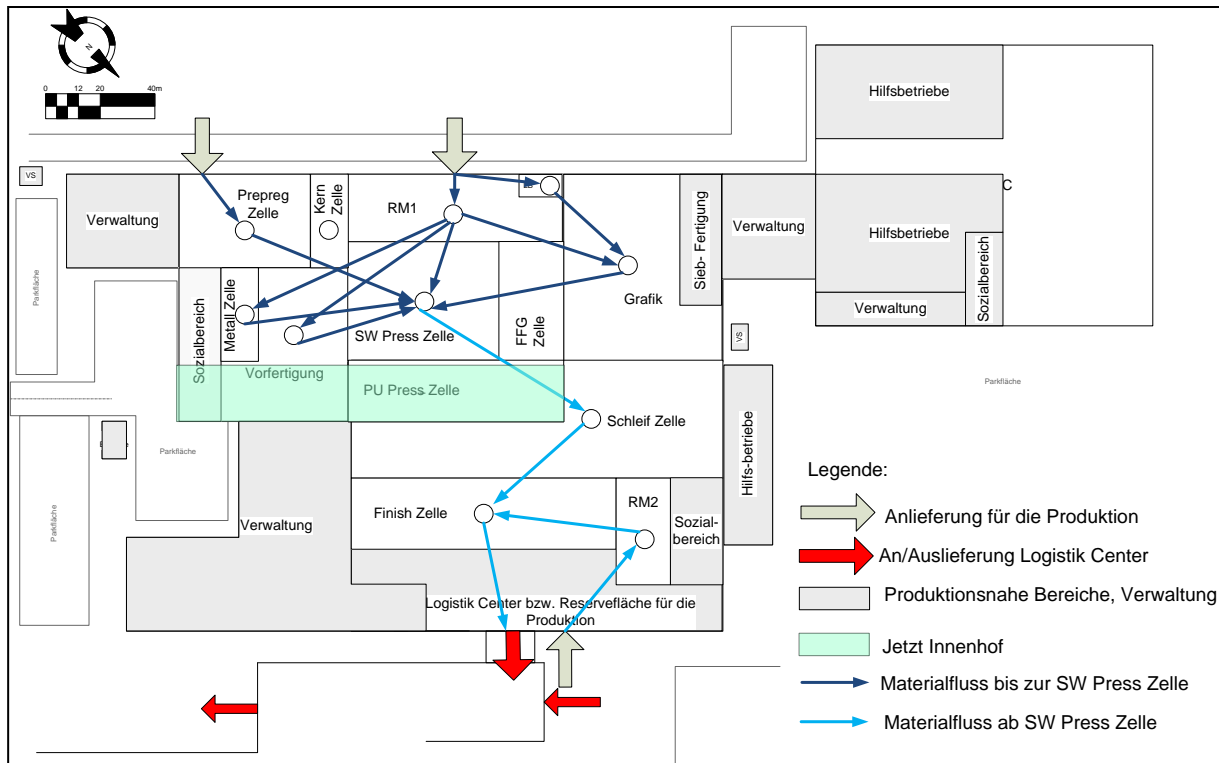 N
0
12
20
40m
Hilfsbetriebe
VS
Prepreg
Zelle
Kern
Zelle
RM1
C
Verwaltung
Sieb- Fertigung
Verwaltung
Hilfsbetriebe
Sozialbereich
Verwaltung
Parkfläche
Sozialbereich
Metall Zelle
Grafik
SW Press Zelle
FFG
Zelle
VS
Vorfertigung
PU Press Zelle
Parkfläche
Schleif Zelle
Hilfs-betriebe
Parkfläche
Parkfläche
Verwaltung
Finish Zelle
RM2
Sozial-
bereich
Logistik Center bzw. Reservefläche für die
Produktion
Legende:
Anlieferung für die Produktion
An/Auslieferung Logistik Center
Produktionsnahe Bereiche, Verwaltung
Jetzt Innenhof
Materialfluss bis zur SW Press Zelle
Materialfluss ab SW Press Zelle